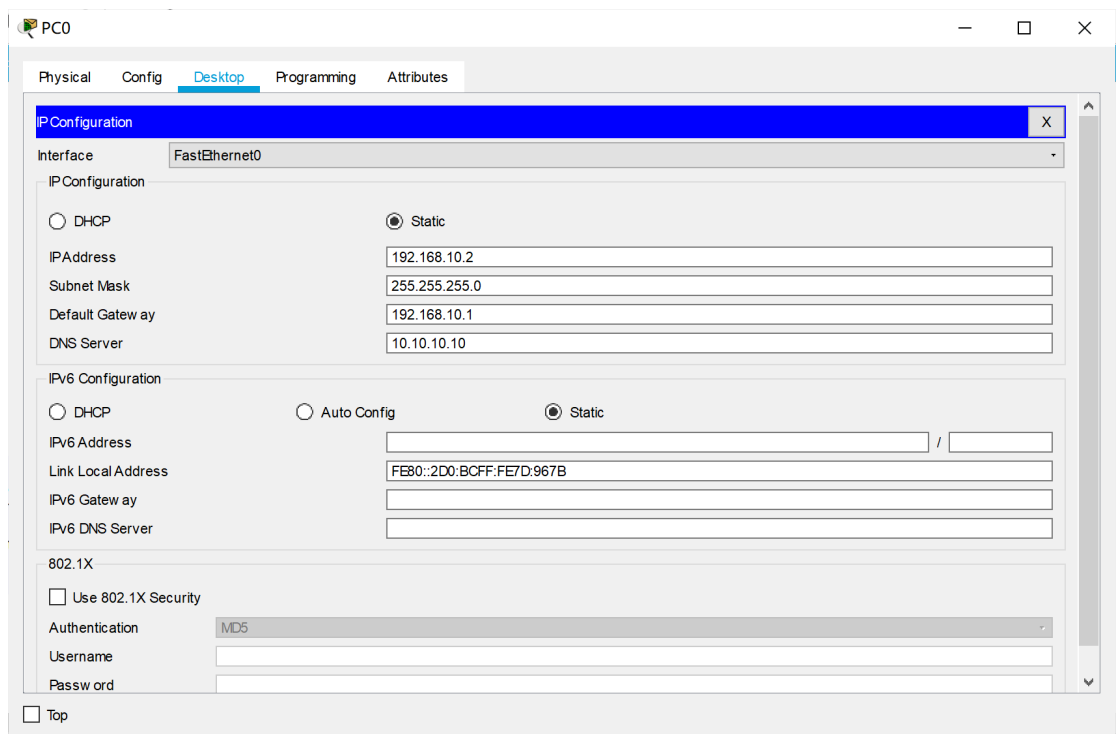 PC0
Physical Config Desktop Programming Attributes
IP Configuration X
Interface FastEthernet0
IP Configuration
DHCP Static
IP Address 192.168.10.2
Subnet Mask 255.255.255.0
Default Gateway 192.168.10.1
DNS Server 10.10.10.10
IPv6 Configuration
DHCP Auto Config Static
IPv6 Address /
Link Local Address FE80::2D0:BCFF:FE7D:967B
IPv6 Gateway
IPv6 DNS Server
802.1X
Use 802.1X Security
Authentication MD5
Username
Password
Top